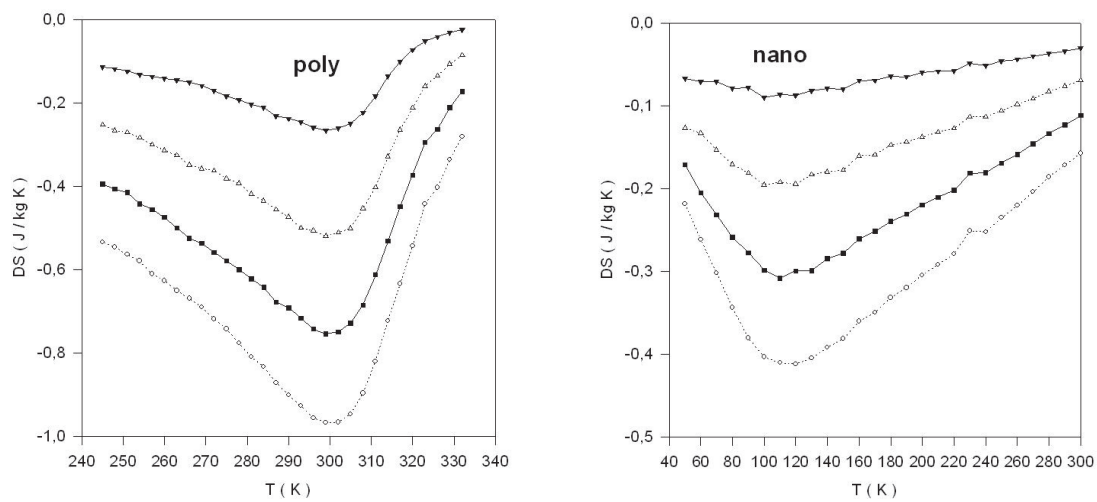 poly
DS ( J / kg K )
0,0
-0,2
-0,4
-0,6
-0,8
-1,0
240 250 260 270 280 290 300 310 320 330 340
T ( K )
nano
DS ( J / kg K )
0,0
-0,1
-0,2
-0,3
-0,4
-0,5
40 60 80 100 120 140 160 180 200 220 240 260 280 300
T ( K )